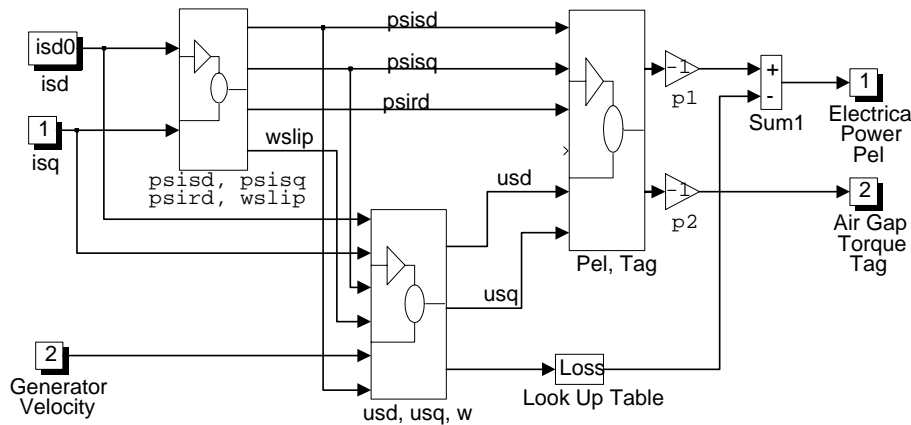 psisd
isd0
isd
psisq
-1
p1
+
-
Sum1
1
Electrica
Power
Pel
psird
1
isq
wslip
psisd, psisq
psird, wslip
usd
-1
p2
2
Air Gap
Torque
Tag
Pel, Tag
usq
2
Generator
Velocity
Loss
Look Up Table
usd, usq, w